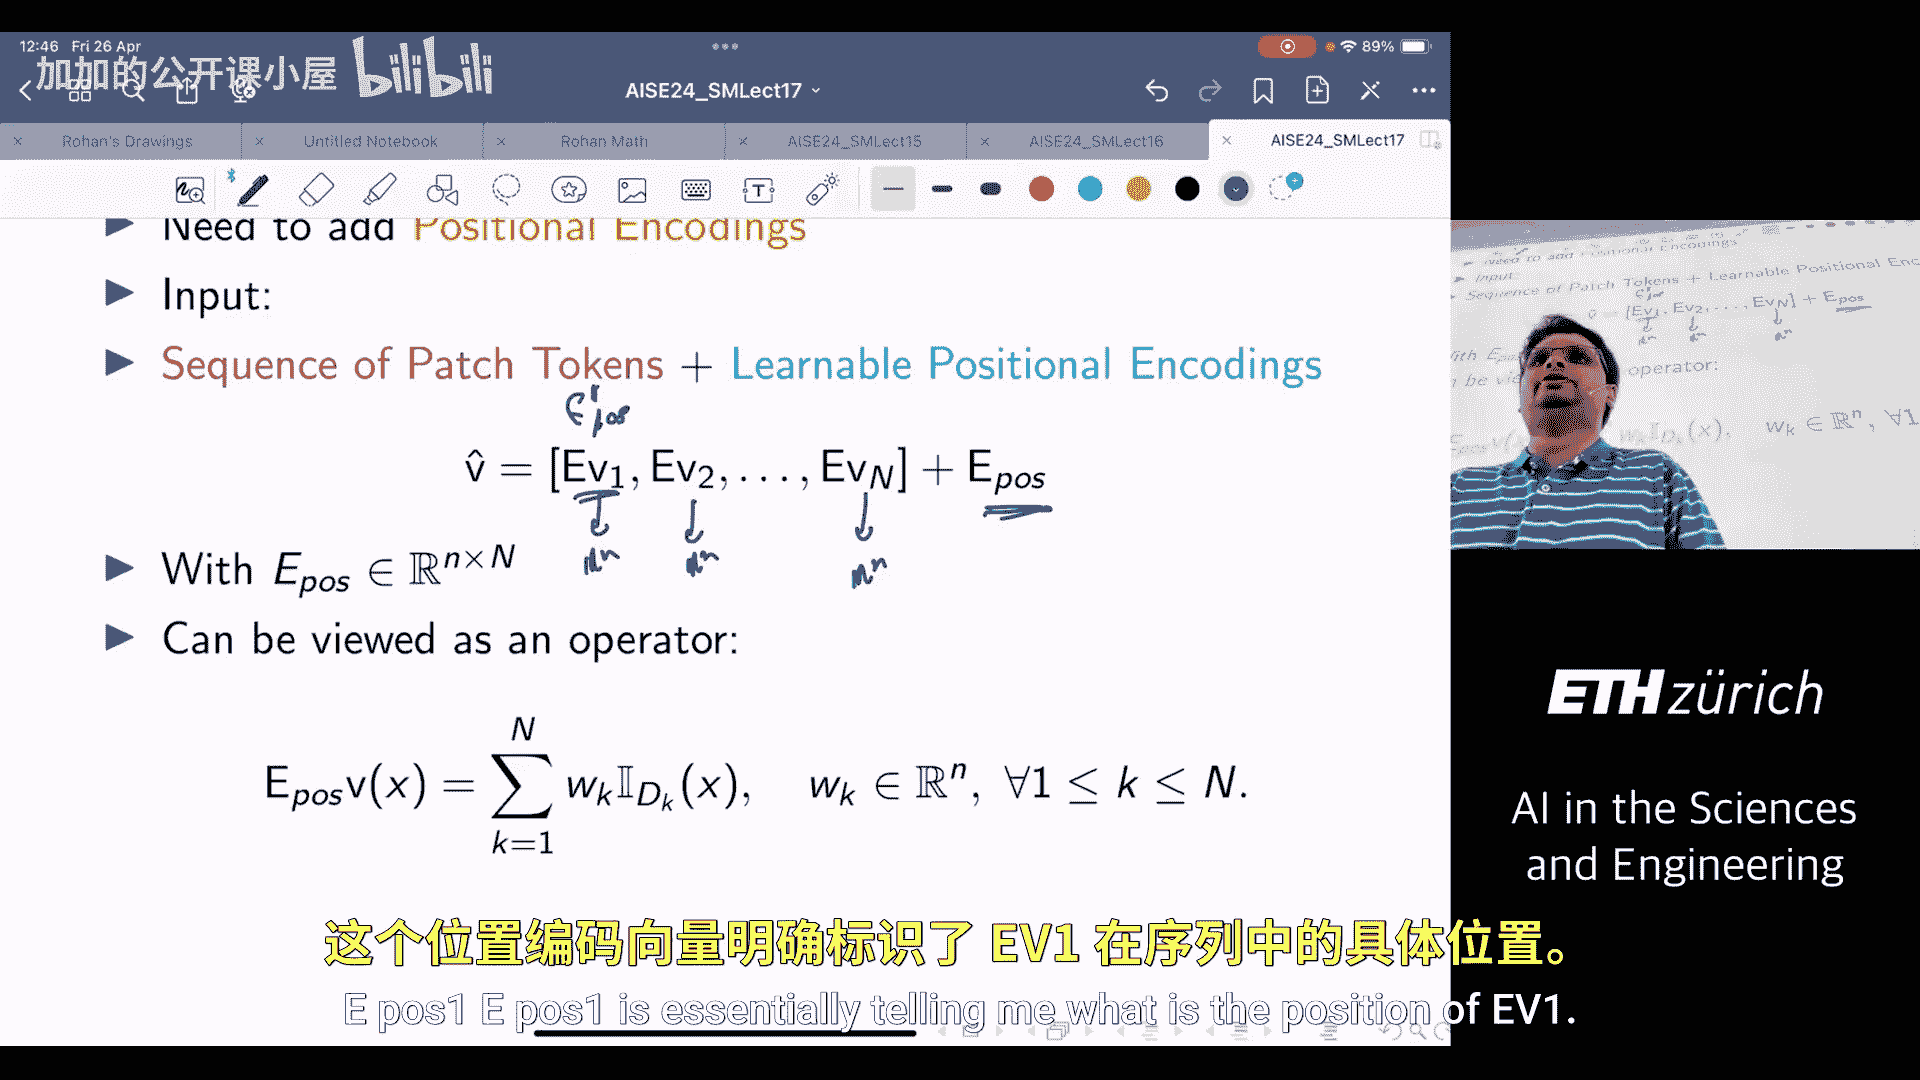 12:46 Fri 26 Apr
89%
加加的公开课小屋 bilibili
AISE24_SMLect17
Rohan's Drawings
Untitled Notebook
Rohan Math
AISE24_SMLect15
AISE24_SMLect16
AISE24_SMLect17
Need to add Positional Encodings
Input:
Sequence of Patch Tokens + Learnable Positional Encodings
E¹pos
v̂ = [Ev₁, Ev₂, . . . , Ev_N] + E_pos
ℝⁿ ℝⁿ ℝⁿ
With E_pos ∈ ℝ^{n×N}
Can be viewed as an operator:
E_pos v(x) = ∑_{k=1}^{N} w_k 𝕀_{D_k}(x), w_k ∈ ℝⁿ, ∀1 ≤ k ≤ N.
ETH zürich
AI in the Sciences
and Engineering
这个位置编码向量明确标识了 EV1 在序列中的具体位置。
E pos1 E pos1 is essentially telling me what is the position of EV1.